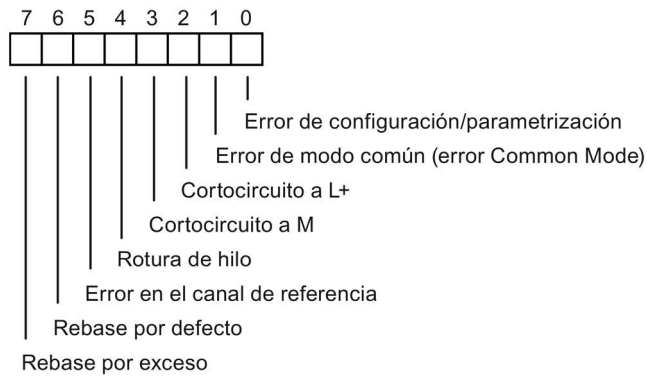 7 6 5 4 3 2 1 0
Error de configuración/parametrización
Error de modo común (error Common Mode)
Cortocircuito a L+
Cortocircuito a M
Rotura de hilo
Error en el canal de referencia
Rebase por defecto
Rebase por exceso